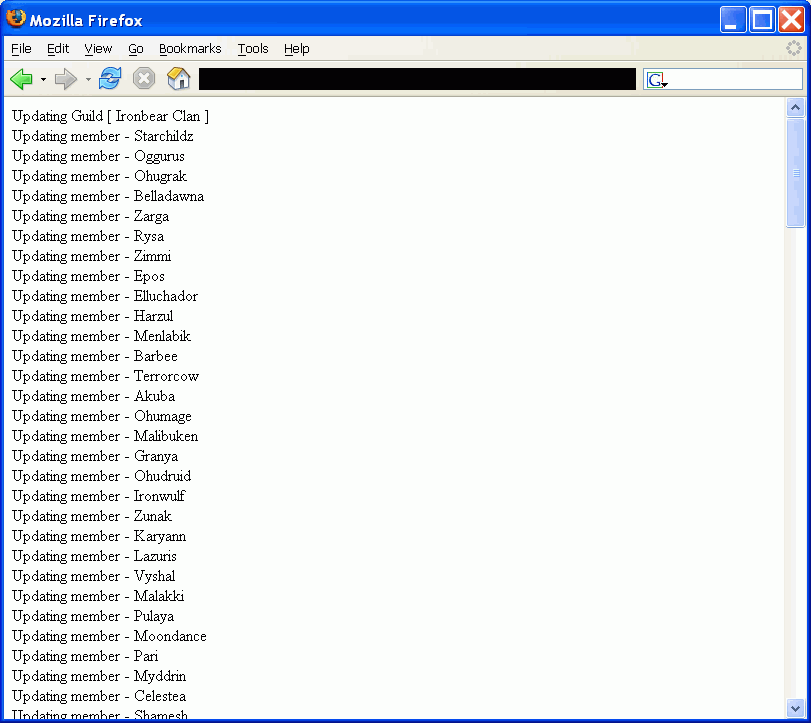 Mozilla Firefox
File Edit View Go Bookmarks Tools Help
G
Updating Guild [ Ironbear Clan ]
Updating member - Starchildz
Updating member - Oggurus
Updating member - Ohugrak
Updating member - Belladawna
Updating member - Zarga
Updating member - Rysa
Updating member - Zimmi
Updating member - Epos
Updating member - Elluchador
Updating member - Harzul
Updating member - Menlabik
Updating member - Barbee
Updating member - Terrorcow
Updating member - Akuba
Updating member - Ohumage
Updating member - Malibuken
Updating member - Granya
Updating member - Ohudruid
Updating member - Ironwulf
Updating member - Zunak
Updating member - Karyann
Updating member - Lazuris
Updating member - Vyshal
Updating member - Malakki
Updating member - Pulaya
Updating member - Moondance
Updating member - Pari
Updating member - Myddrin
Updating member - Celestea
Updating member - Shamesh